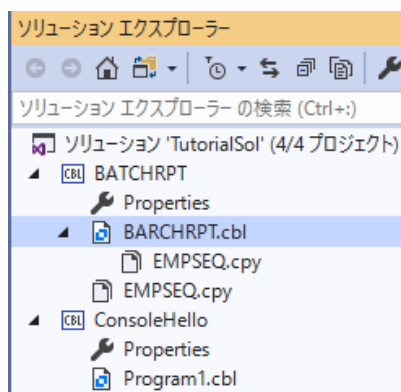 ソリューション エクスプローラー
ソリューション エクスプローラー の検索 (Ctrl+:)
ソリューション 'TutorialSol' (4/4 プロジェクト)
CBL BATCHRPT
Properties
BARCHRPT.cbl
EMPSEQ.cpy
EMPSEQ.cpy
CBL ConsoleHello
Properties
Program1.cbl